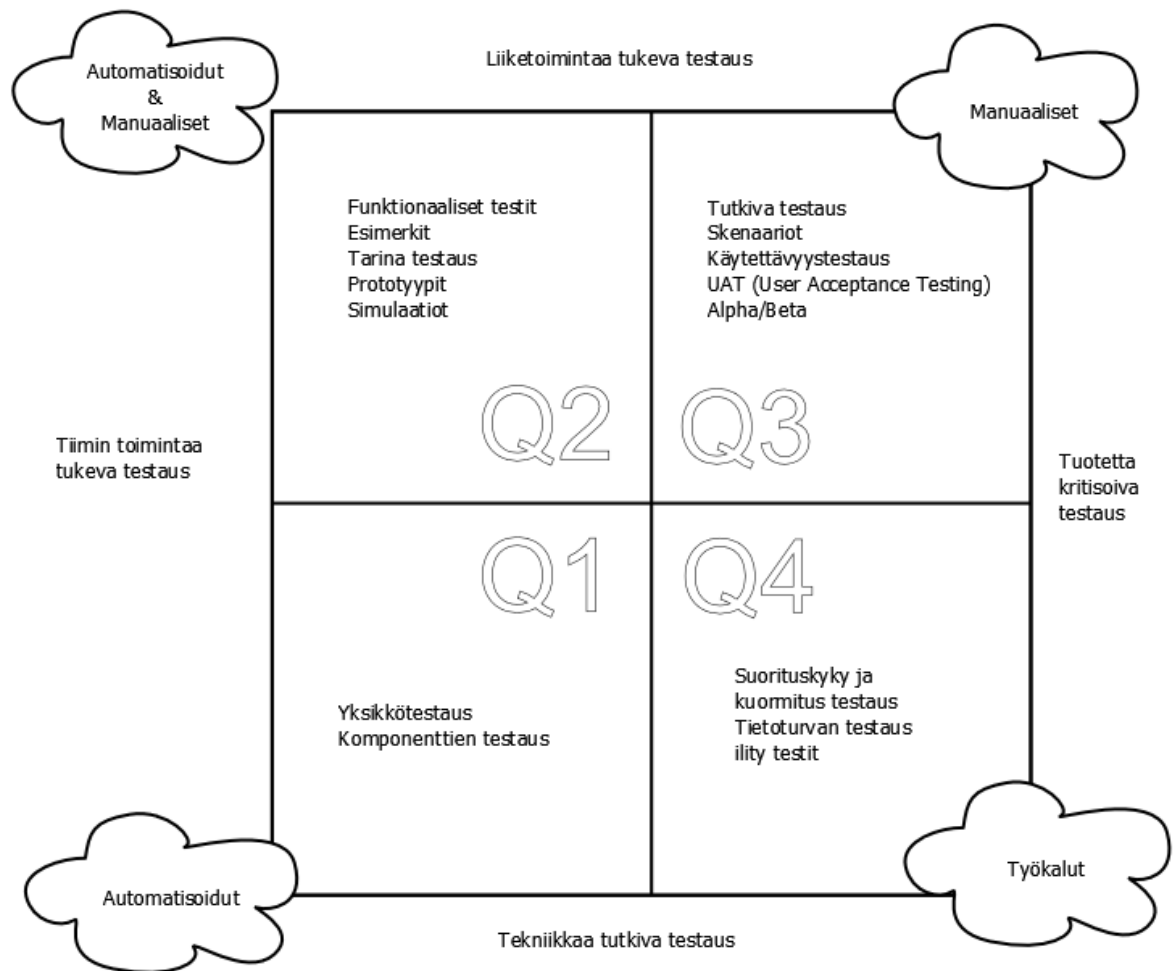 Liiketoimintaa tukeva testaus
Automatisoidut
&
Manuaaliset
Manuaaliset
Funktionaaliset testit
Esimerkit
Tarina testaus
Prototyypit
Simulaatiot
Tutkiva testaus
Skenaariot
Käytettävyystestaus
UAT (User Acceptance Testing)
Alpha/Beta
Q2
Q3
Tiimin toimintaa
tukeva testaus
Tuotetta
kritisoiva
testaus
Q1
Q4
Yksikkötestaus
Komponenttien testaus
Suorituskyky ja
kuormitus testaus
Tietoturvan testaus
ility testit
Automatisoidut
Työkalut
Tekniikkaa tutkiva testaus